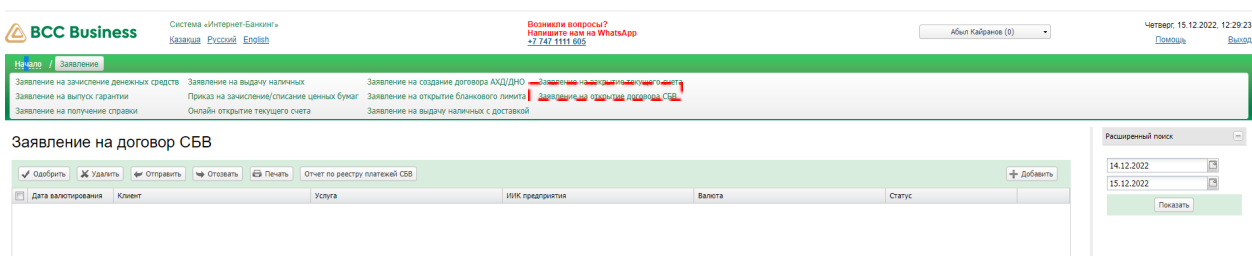 BCC Business
Система «Интернет-Банкинг»
Қазақша Русский English
Возникли вопросы?
Напишите нам на WhatsApp
+7 747 1111 605
Абыл Кайранов (0)
Четверг, 15.12.2022, 12:29:23
Помощь Выход
Начало / Заявление
Заявление на зачисление денежных средств Заявление на выдачу наличных Заявление на создание договора АХД/ДНО Заявление на закрытие текущего счета
Заявление на выпуск гарантии Приказ на зачисление/списание ценных бумаг Заявление на открытие бланкового лимита Заявление на открытие договора СБВ
Заявление на получение справки Онлайн открытие текущего счета Заявление на выдачу наличных с доставкой
Заявление на договор СБВ
Одобрить Удалить Отправить Отозвать Печать Отчет по реестру платежей СБВ Добавить
Дата валютирования Клиент Услуга ИИК предприятия Валюта Статус
Расширенный поиск
14.12.2022
15.12.2022
Показать